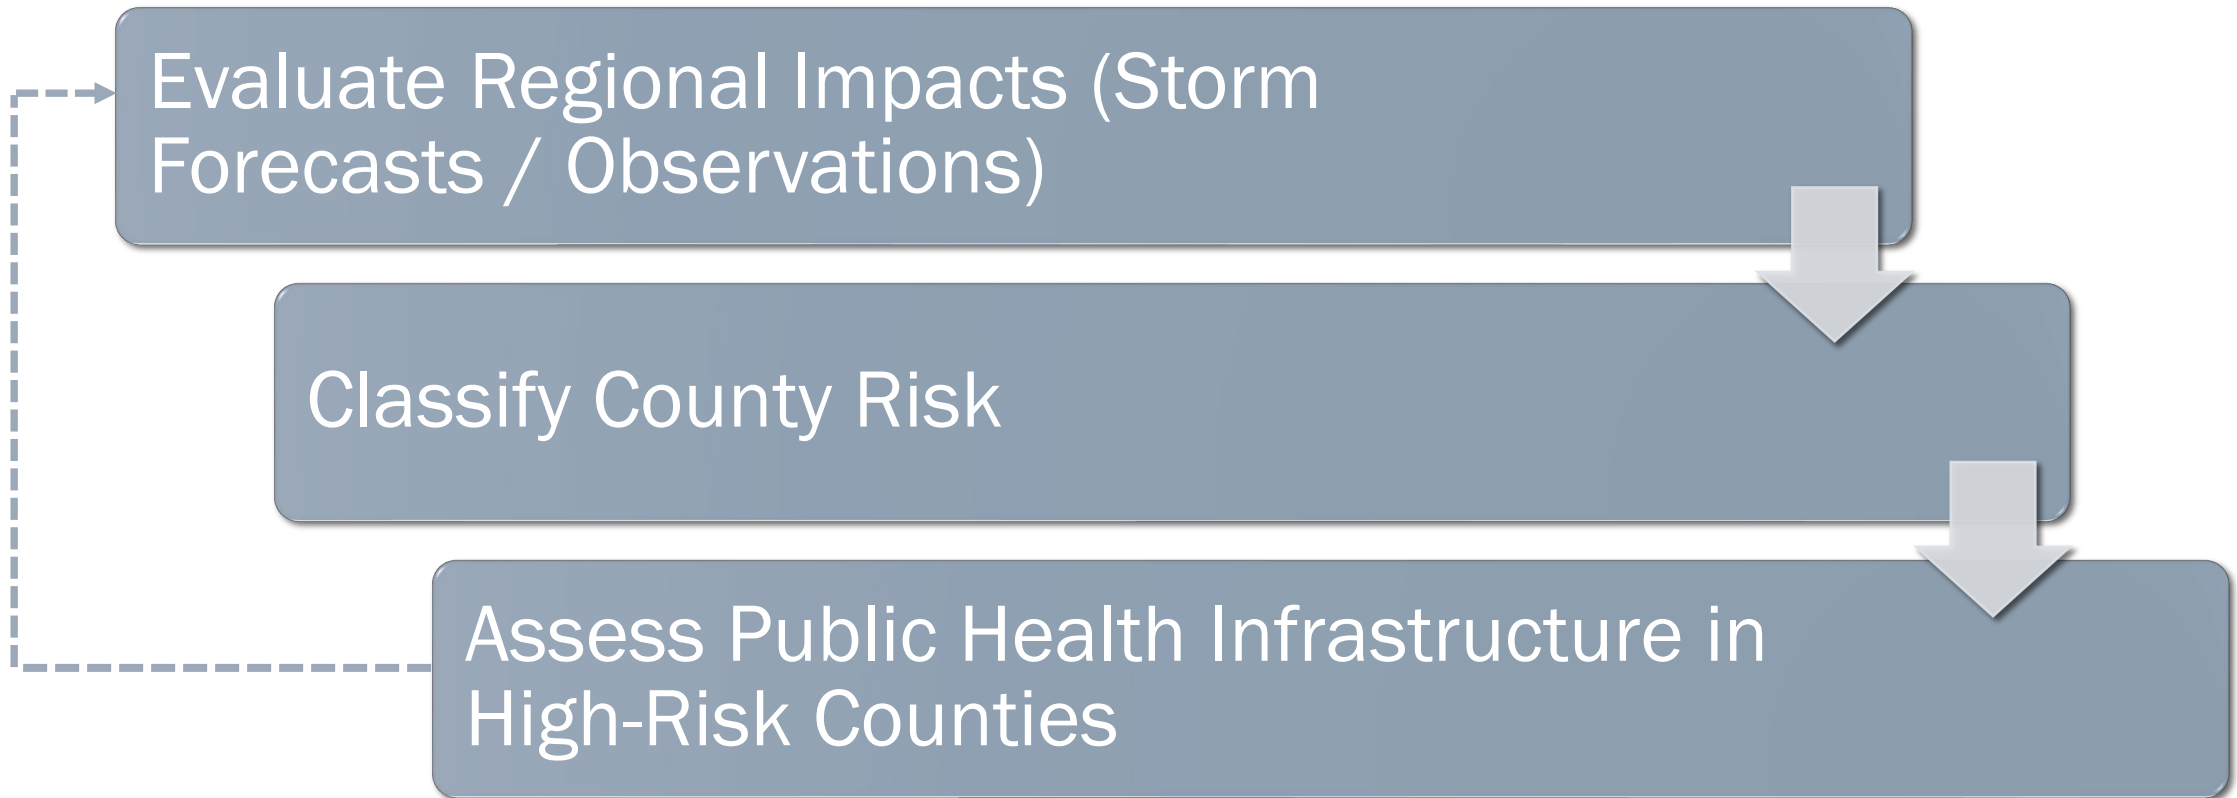 Evaluate Regional Impacts (Storm
Forecasts / Observations)
Classify County Risk
Assess Public Health Infrastructure in
High-Risk Counties